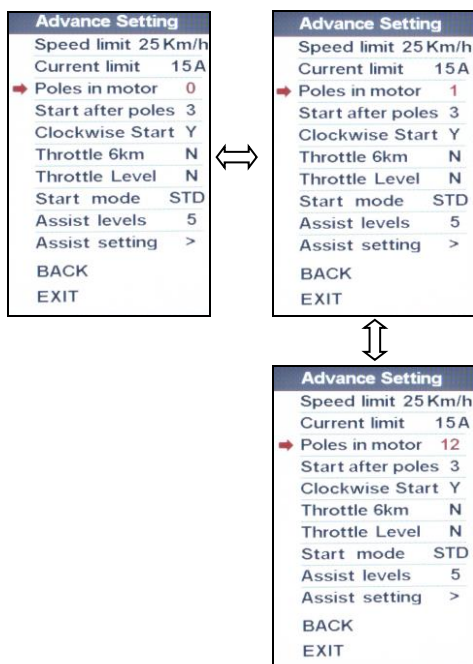 Advance Setting
Speed limit 25 Km/h
Current limit 15A
Poles in motor 0
Start after poles 3
Clockwise Start Y
Throttle 6km N
Throttle Level N
Start mode STD
Assist levels 5
Assist setting >
BACK
EXIT
Advance Setting
Speed limit 25 Km/h
Current limit 15A
Poles in motor 1
Start after poles 3
Clockwise Start Y
Throttle 6km N
Throttle Level N
Start mode STD
Assist levels 5
Assist setting >
BACK
EXIT
Advance Setting
Speed limit 25 Km/h
Current limit 15A
Poles in motor 12
Start after poles 3
Clockwise Start Y
Throttle 6km N
Throttle Level N
Start mode STD
Assist levels 5
Assist setting >
BACK
EXIT